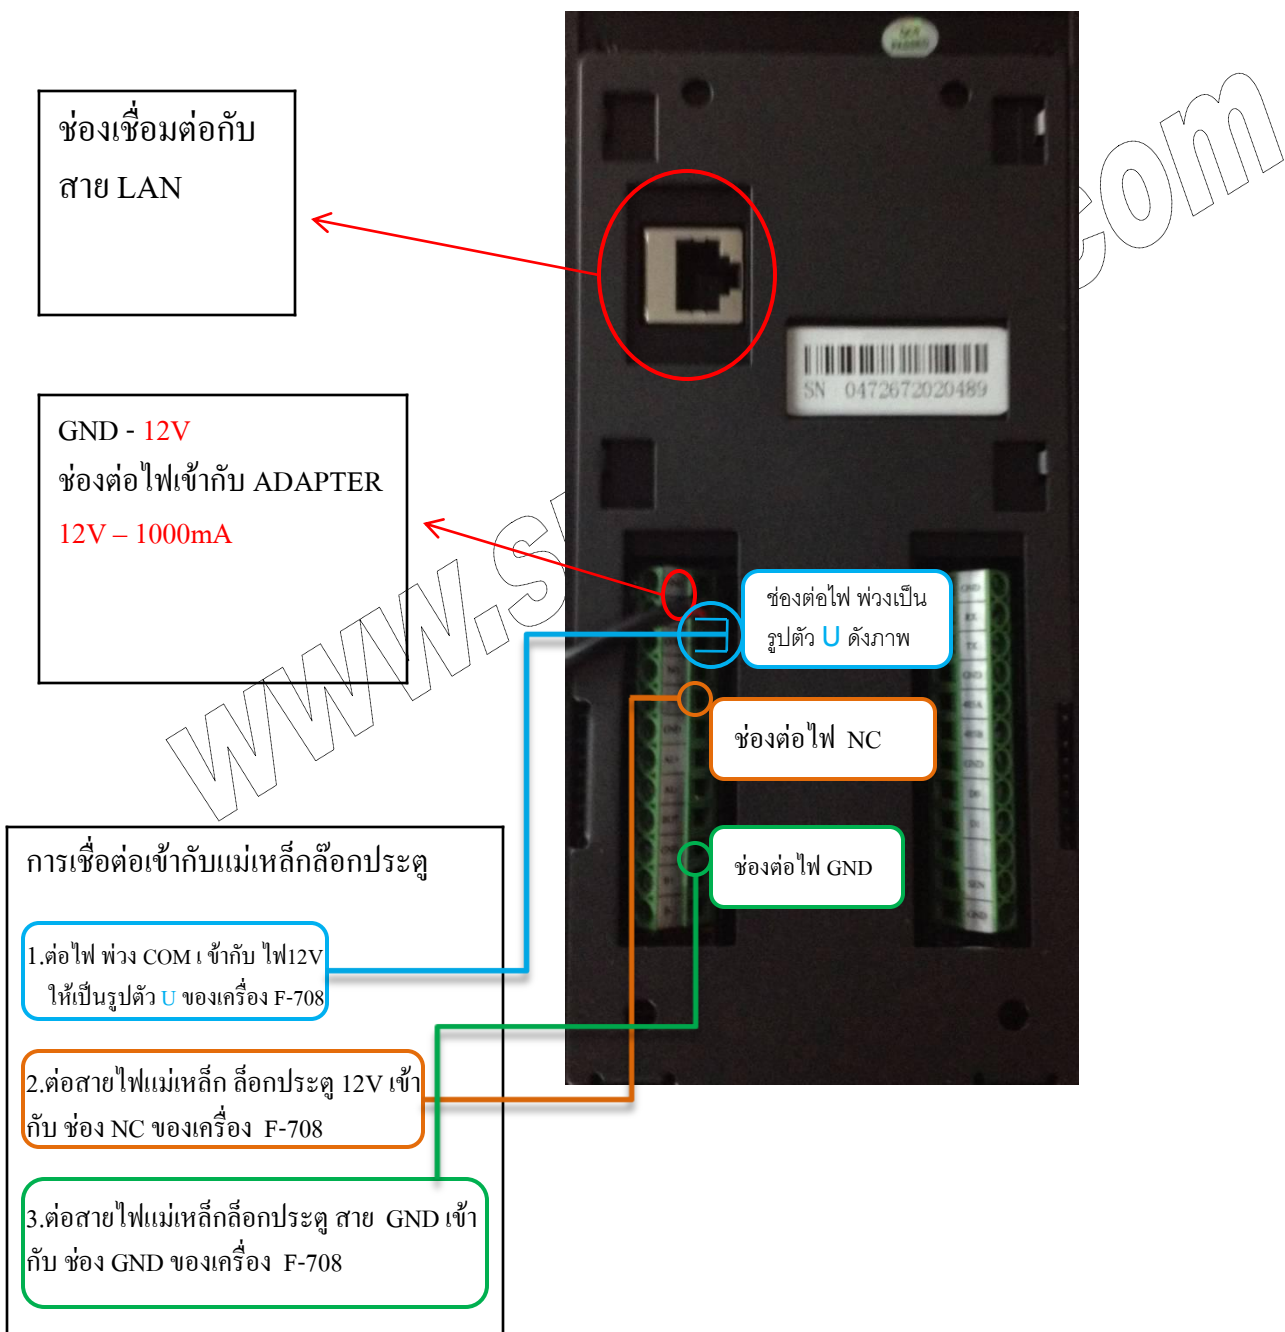 ช่องเชื่อมต่อกับ
สาย LAN
SN 0472672020489
GND - 12V
ช่องต่อไฟเข้ากับ ADAPTER
12V – 1000mA
ช่องต่อไฟ พ่วงเป็น
รูปตัว U ดังภาพ
ช่องต่อไฟ NC
ช่องต่อไฟ GND
GND
RX
TX
GND
485A
485B
GND
D0
D1
SEN
GND
การเชื่อต่อเข้ากับแม่เหล็กล๊อกประตู
1.ต่อไฟ พ่วง COM เ ข้ากับ ไฟ12V
ให้เป็นรูปตัว U ของเครื่อง F-708
2.ต่อสายไฟแม่เหล็ก ล็อกประตู 12V เข้า
กับ ช่อง NC ของเครื่อง F-708
3.ต่อสายไฟแม่เหล็กล็อกประตู สาย GND เข้า
กับ ช่อง GND ของเครื่อง F-708